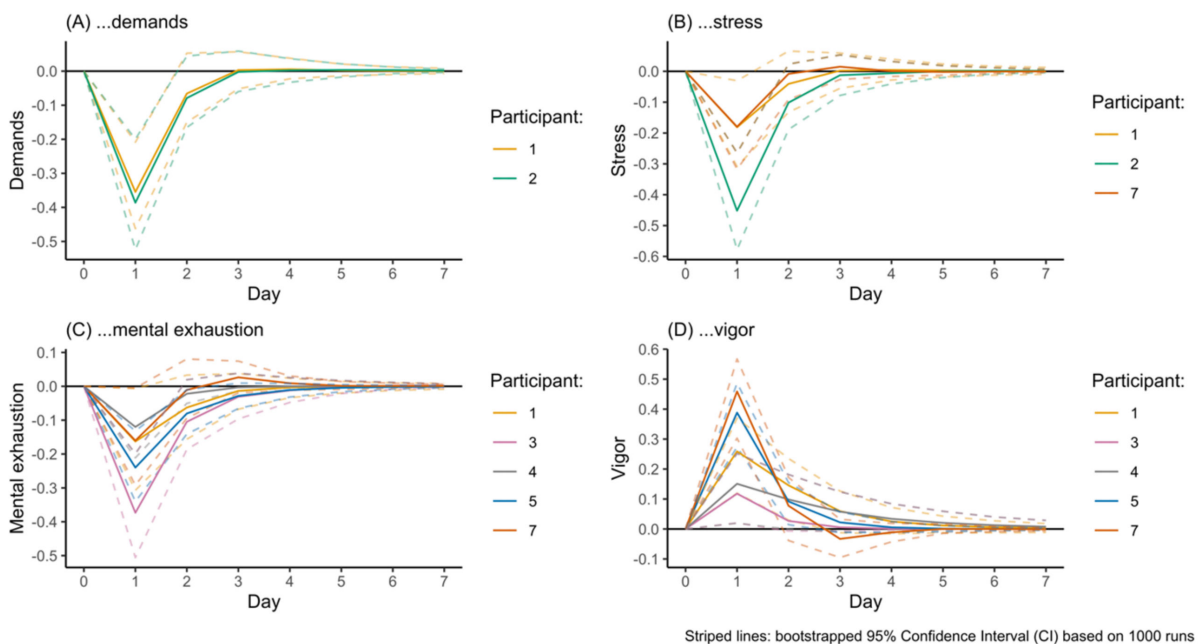 (A) ...demands
Demands
0.0
-0.1
-0.2
-0.3
-0.4
-0.5
0 1 2 3 4 5 6 7
Day
Participant:
1
2
(B) ...stress
Stress
0.0
-0.1
-0.2
-0.3
-0.4
-0.5
-0.6
0 1 2 3 4 5 6 7
Day
Participant:
1
2
7
(C) ...mental exhaustion
Mental exhaustion
0.1
0.0
-0.1
-0.2
-0.3
-0.4
-0.5
0 1 2 3 4 5 6 7
Day
Participant:
1
3
4
5
7
(D) ...vigor
Vigor
0.6
0.5
0.4
0.3
0.2
0.1
0.0
-0.1
0 1 2 3 4 5 6 7
Day
Participant:
1
3
4
5
7
Striped lines: bootstrapped 95% Confidence Interval (CI) based on 1000 runs